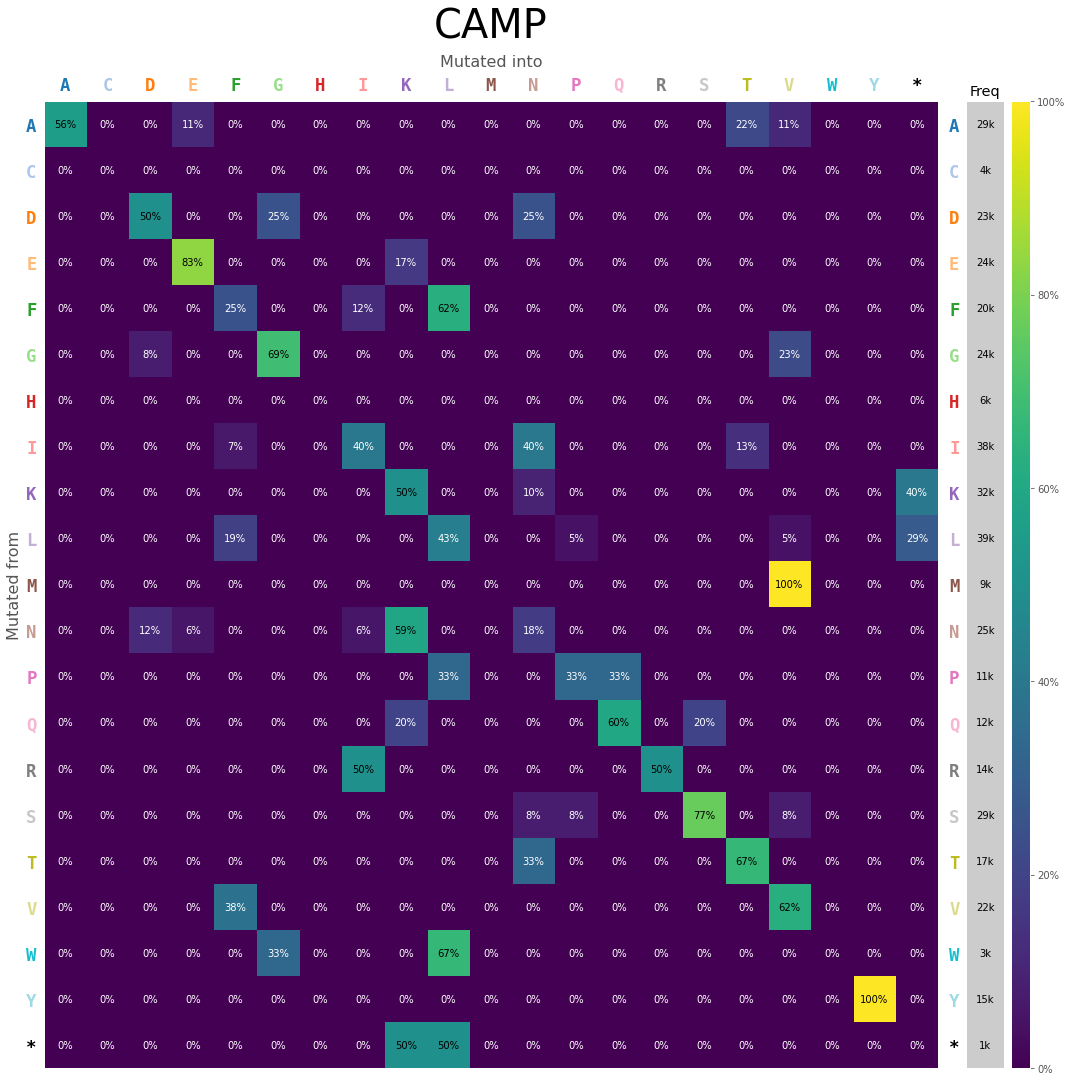 CAMP
Mutated into
A C D E F G H I K L M N P Q R S T V W Y *
Freq
100%
A 56% 0% 0% 11% 0% 0% 0% 0% 0% 0% 0% 0% 0% 0% 0% 0% 22% 11% 0% 0% 0% A 29k
C 0% 0% 0% 0% 0% 0% 0% 0% 0% 0% 0% 0% 0% 0% 0% 0% 0% 0% 0% 0% 0% C 4k
D 0% 0% 50% 0% 0% 25% 0% 0% 0% 0% 0% 25% 0% 0% 0% 0% 0% 0% 0% 0% 0% D 23k
E 0% 0% 0% 83% 0% 0% 0% 0% 17% 0% 0% 0% 0% 0% 0% 0% 0% 0% 0% 0% 0% E 24k
80%
F 0% 0% 0% 0% 25% 0% 0% 12% 0% 62% 0% 0% 0% 0% 0% 0% 0% 0% 0% 0% 0% F 20k
G 0% 0% 8% 0% 0% 69% 0% 0% 0% 0% 0% 0% 0% 0% 0% 0% 0% 23% 0% 0% 0% G 24k
H 0% 0% 0% 0% 0% 0% 0% 0% 0% 0% 0% 0% 0% 0% 0% 0% 0% 0% 0% 0% 0% H 6k
I 0% 0% 0% 0% 7% 0% 0% 40% 0% 0% 0% 40% 0% 0% 0% 0% 13% 0% 0% 0% 0% I 38k
60%
K 0% 0% 0% 0% 0% 0% 0% 0% 50% 0% 0% 10% 0% 0% 0% 0% 0% 0% 0% 0% 40% K 32k
L 0% 0% 0% 0% 19% 0% 0% 0% 0% 43% 0% 0% 5% 0% 0% 0% 0% 5% 0% 0% 29% L 39k
Mutated from
M 0% 0% 0% 0% 0% 0% 0% 0% 0% 0% 0% 0% 0% 0% 0% 0% 0% 100% 0% 0% 0% M 9k
N 0% 0% 12% 6% 0% 0% 0% 6% 59% 0% 0% 18% 0% 0% 0% 0% 0% 0% 0% 0% 0% N 25k
P 0% 0% 0% 0% 0% 0% 0% 0% 0% 33% 0% 0% 33% 33% 0% 0% 0% 0% 0% 0% 0% P 11k
40%
Q 0% 0% 0% 0% 0% 0% 0% 0% 20% 0% 0% 0% 0% 60% 0% 20% 0% 0% 0% 0% 0% Q 12k
R 0% 0% 0% 0% 0% 0% 0% 50% 0% 0% 0% 0% 0% 0% 50% 0% 0% 0% 0% 0% 0% R 14k
S 0% 0% 0% 0% 0% 0% 0% 0% 0% 0% 0% 8% 8% 0% 0% 77% 0% 8% 0% 0% 0% S 29k
T 0% 0% 0% 0% 0% 0% 0% 0% 0% 0% 0% 33% 0% 0% 0% 0% 67% 0% 0% 0% 0% T 17k
20%
V 0% 0% 0% 0% 38% 0% 0% 0% 0% 0% 0% 0% 0% 0% 0% 0% 0% 62% 0% 0% 0% V 22k
W 0% 0% 0% 0% 0% 33% 0% 0% 0% 67% 0% 0% 0% 0% 0% 0% 0% 0% 0% 0% 0% W 3k
Y 0% 0% 0% 0% 0% 0% 0% 0% 0% 0% 0% 0% 0% 0% 0% 0% 0% 0% 0% 100% 0% Y 15k
* 0% 0% 0% 0% 0% 0% 0% 0% 50% 50% 0% 0% 0% 0% 0% 0% 0% 0% 0% 0% 0% * 1k
0%